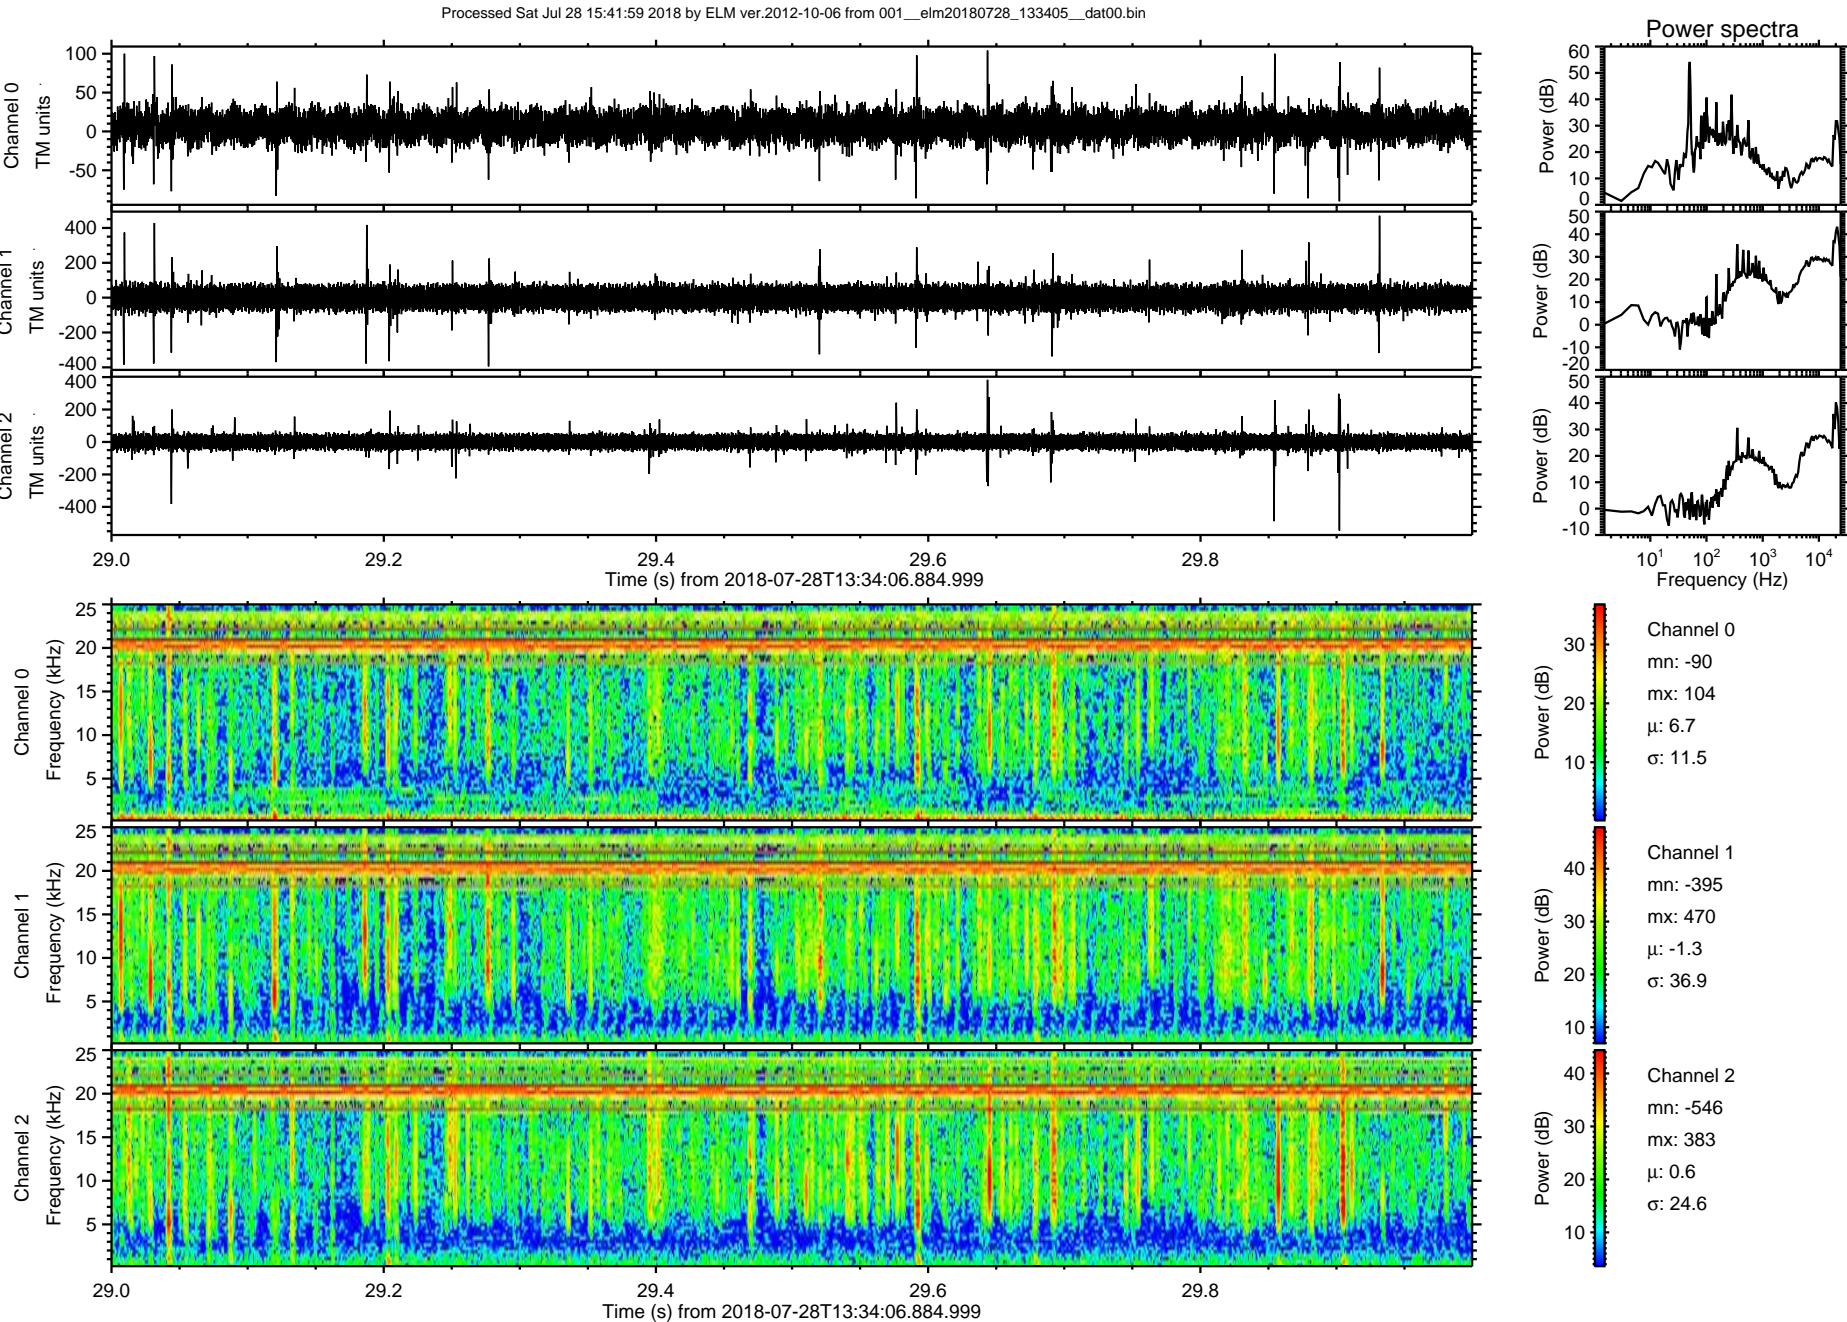 Processed Sat Jul 28 15:41:59 2018 by ELM ver.2012-10-06 from 001__elm20180728_133405__dat00.bin
Power spectra
Channel 0
TM units
100
50
0
-50
Power (dB)
60
50
40
30
20
10
0
Channel 1
TM units
400
200
0
-200
-400
Power (dB)
50
40
30
20
10
0
-10
-20
Channel 2
TM units
400
200
0
-200
-400
Power (dB)
50
40
30
20
10
0
-10
29.0 29.2 29.4 29.6 29.8
Time (s) from 2018-07-28T13:34:06.884.999
10¹ 10² 10³ 10⁴
Frequency (Hz)
Channel 0
Frequency (kHz)
25
20
15
10
5
Power (dB)
30
20
10
Channel 0
mn: -90
mx: 104
μ: 6.7
σ: 11.5
Channel 1
Frequency (kHz)
25
20
15
10
5
Power (dB)
40
30
20
10
Channel 1
mn: -395
mx: 470
μ: -1.3
σ: 36.9
Channel 2
Frequency (kHz)
25
20
15
10
5
Power (dB)
40
30
20
10
Channel 2
mn: -546
mx: 383
μ: 0.6
σ: 24.6
29.0 29.2 29.4 29.6 29.8
Time (s) from 2018-07-28T13:34:06.884.999